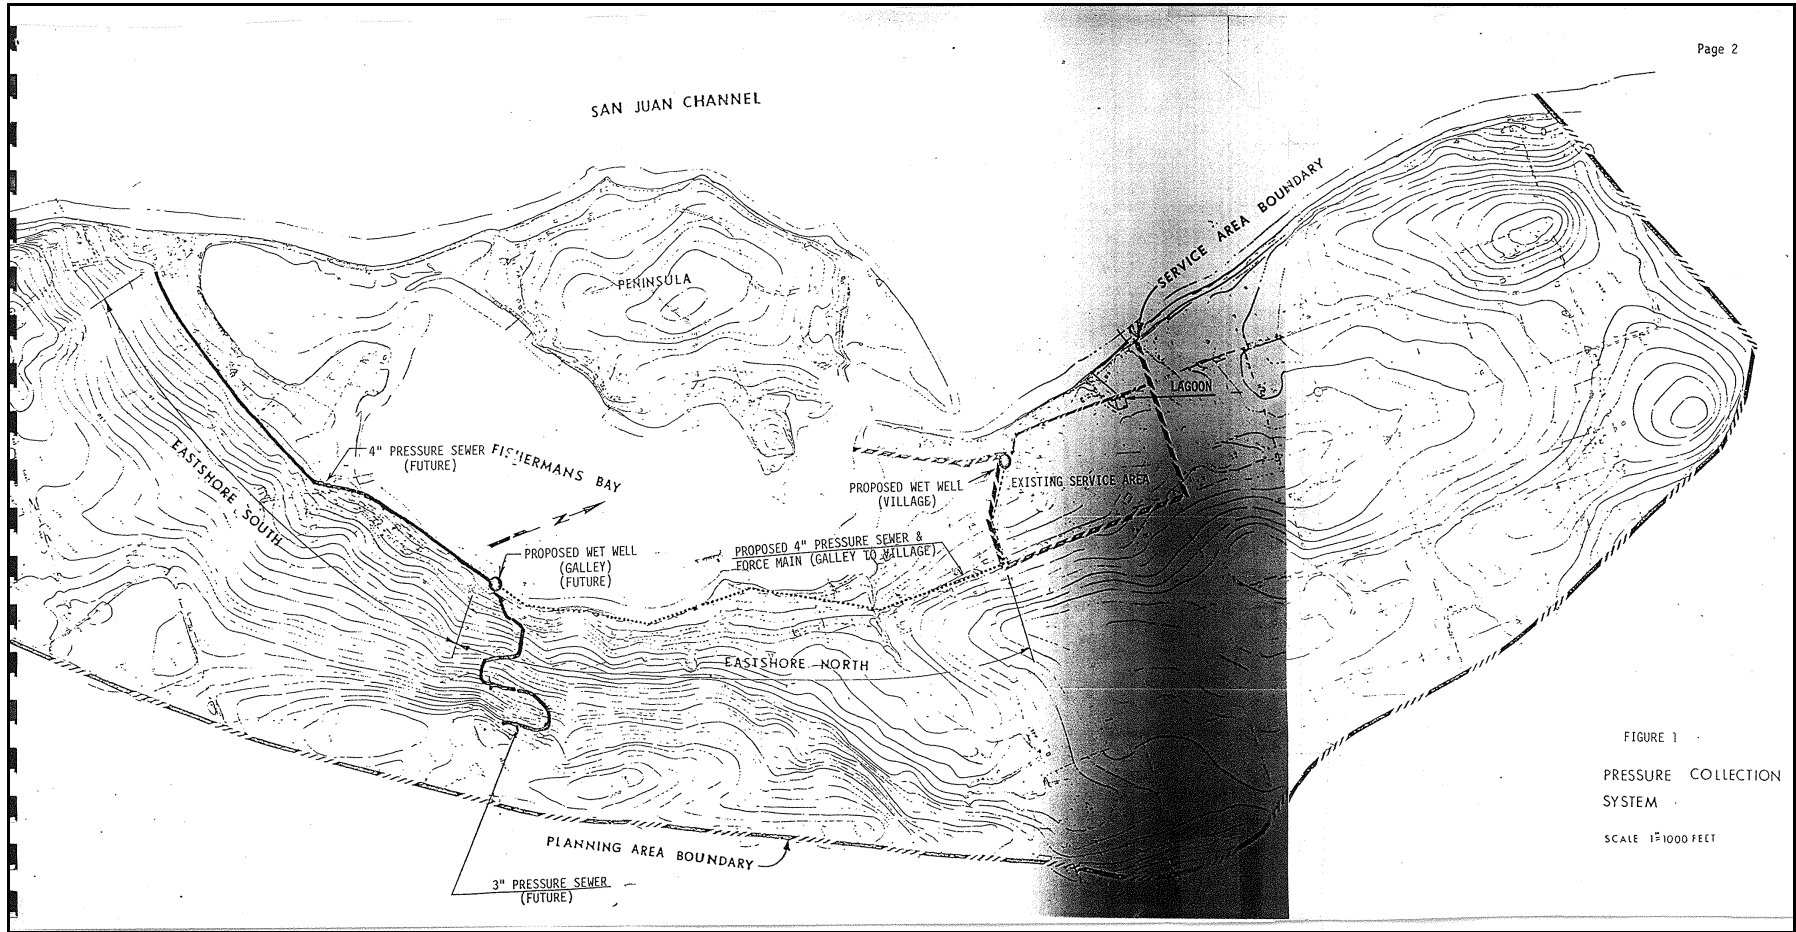 Page 2
SAN JUAN CHANNEL
SERVICE AREA BOUNDARY
PENINSULA
LAGOON
4" PRESSURE SEWER
(FUTURE)
FISHERMANS BAY
EASTSHORE
SOUTH
N
PROPOSED WET WELL
(VILLAGE)
EXISTING SERVICE AREA
PROPOSED WET WELL
(GALLEY)
(FUTURE)
PROPOSED 4" PRESSURE SEWER &
FORCE MAIN (GALLEY TO VILLAGE)
EASTSHORE NORTH
FIGURE 1
PRESSURE COLLECTION
SYSTEM
SCALE 1"=1000 FEET
PLANNING AREA BOUNDARY
3" PRESSURE SEWER
(FUTURE)